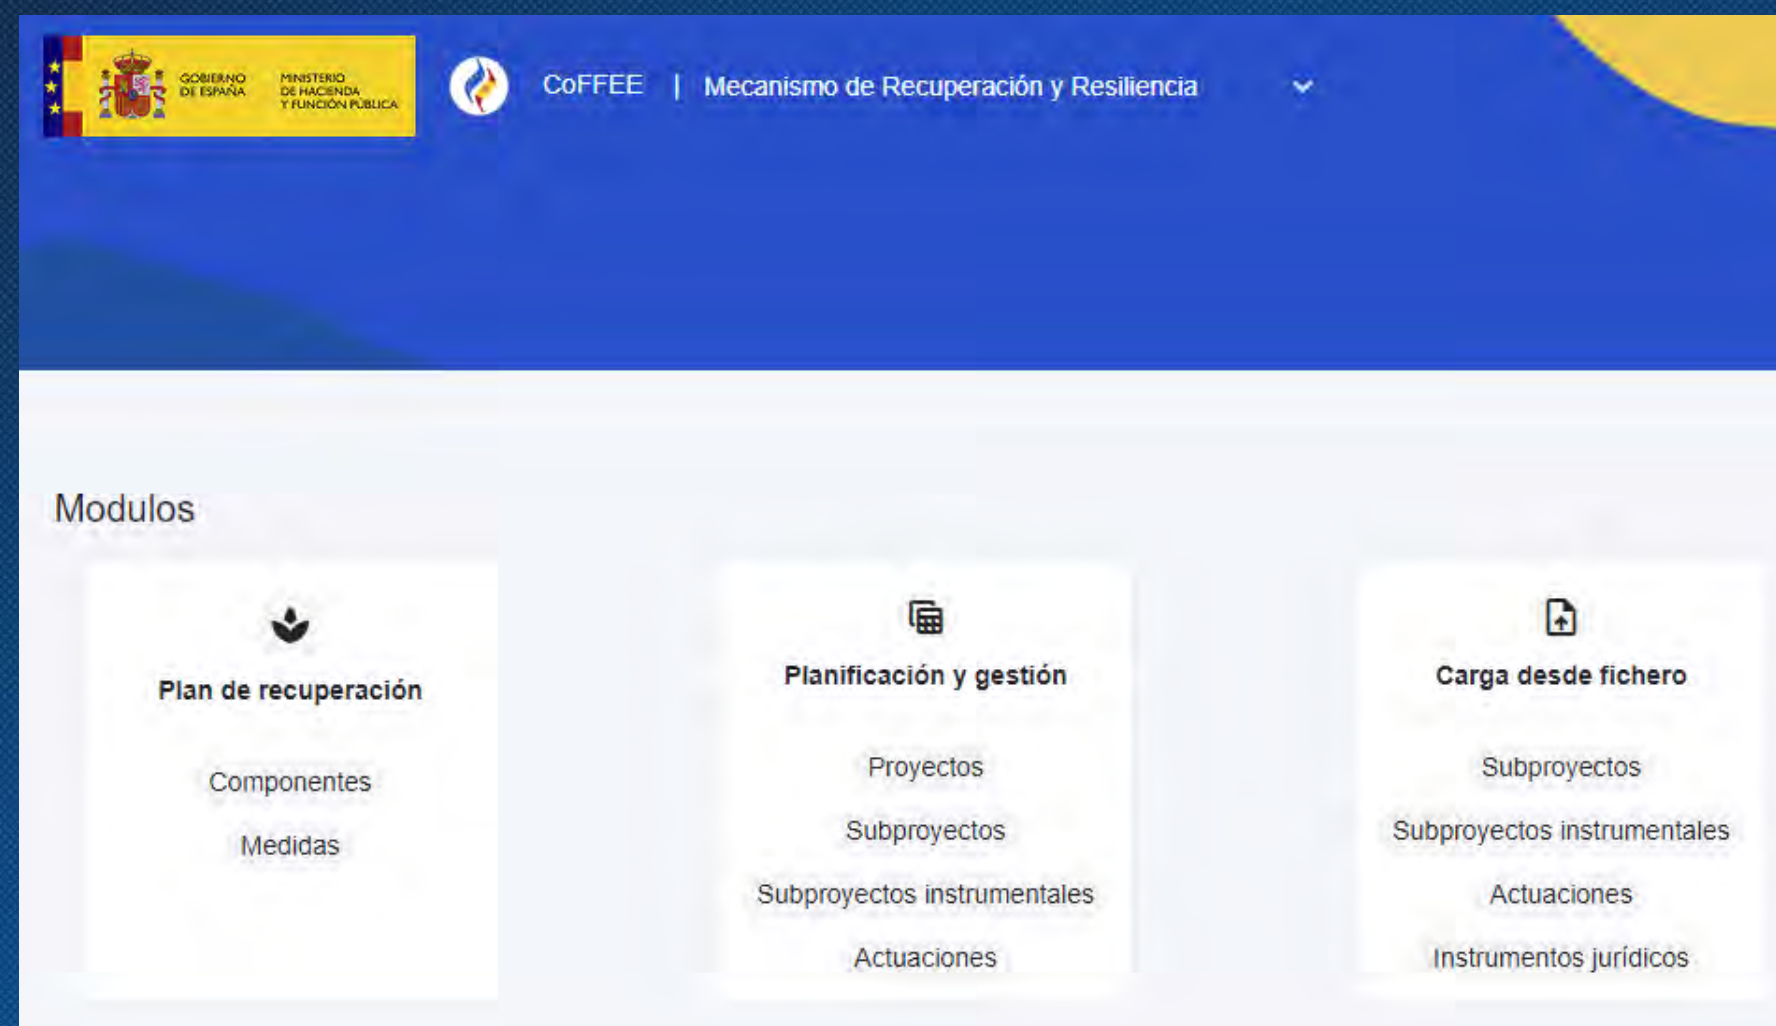 GOBIERNO
DE ESPAÑA
MINISTERIO
DE HACIENDA
Y FUNCIÓN PÚBLICA
CoFFEE | Mecanismo de Recuperación y Resiliencia
Modulos
Plan de recuperación
Componentes
Medidas
Planificación y gestión
Proyectos
Subproyectos
Subproyectos instrumentales
Actuaciones
Carga desde fichero
Subproyectos
Subproyectos instrumentales
Actuaciones
Instrumentos jurídicos